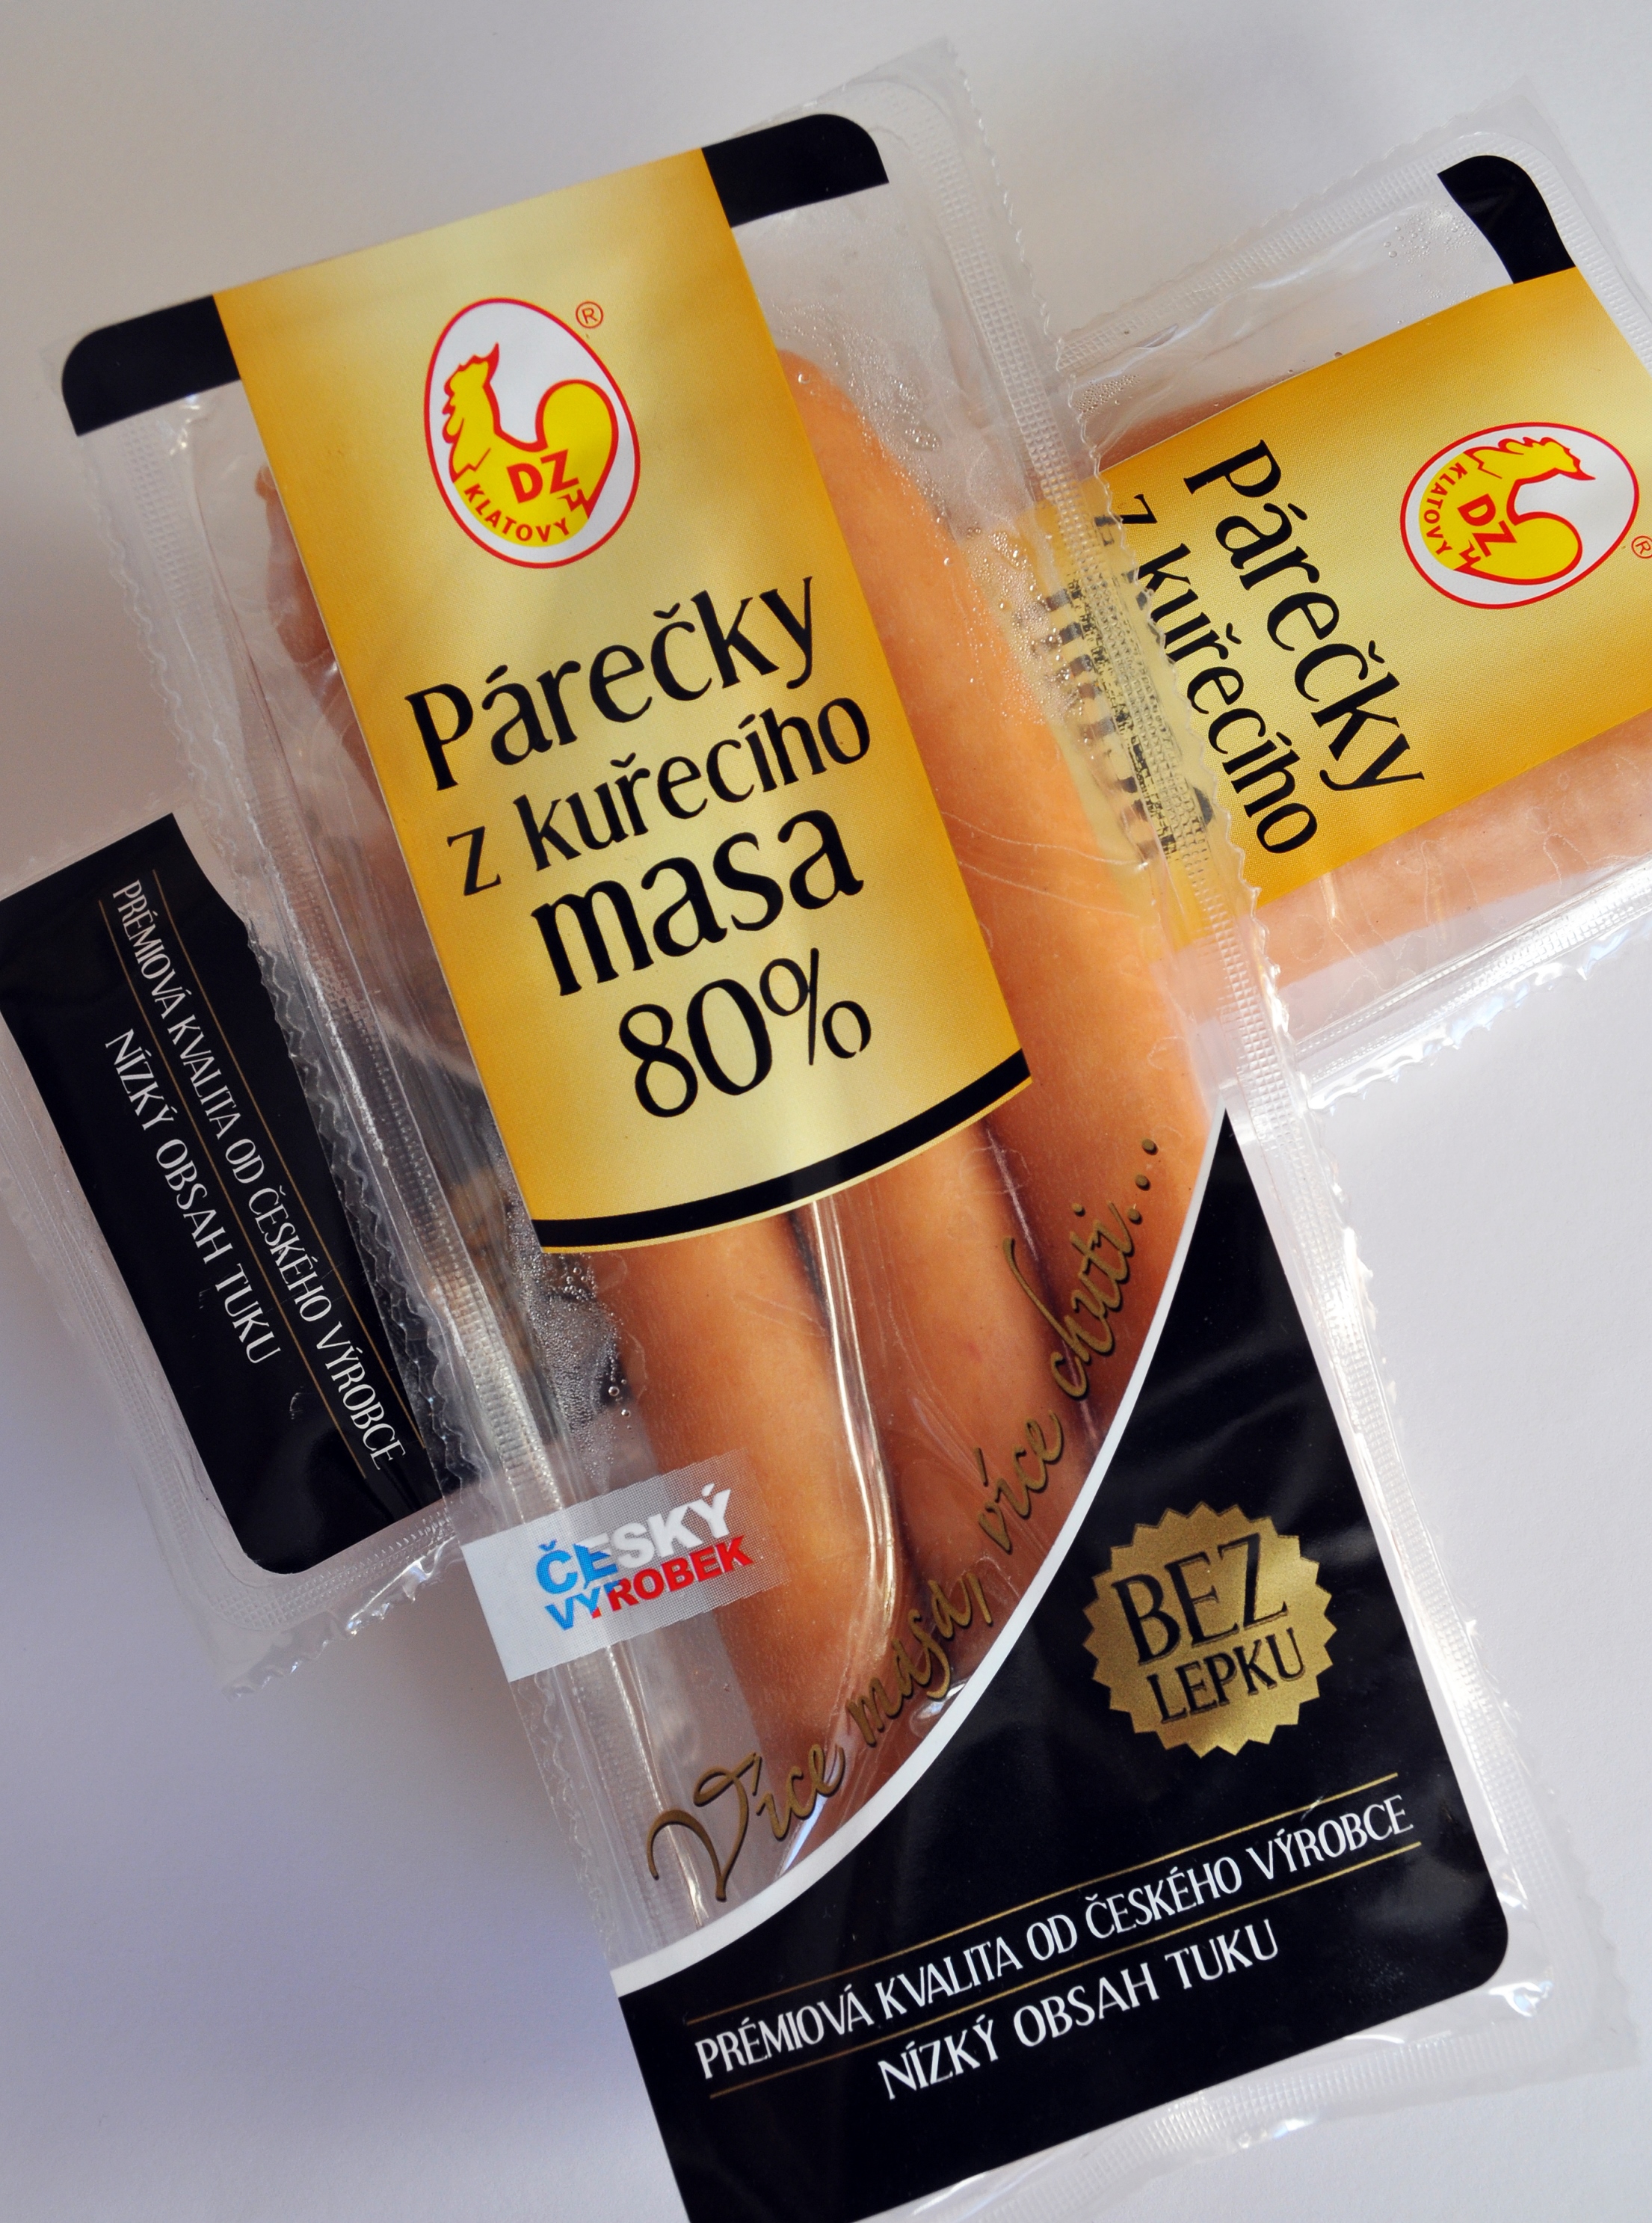 ®
DZ
KLATOVY
Párečky
z kuřecího
masa
80%
ČESKÝ
VÝROBEK
Více masa, více chuti...
BEZ
LEPKU
PRÉMIOVÁ KVALITA OD ČESKÉHO VÝROBCE
NÍZKÝ OBSAH TUKU
®
DZ
KLATOVY
Párečky
z kuřecího
PRÉMIOVÁ KVALITA OD ČESKÉHO VÝROBCE
NÍZKÝ OBSAH TUKU